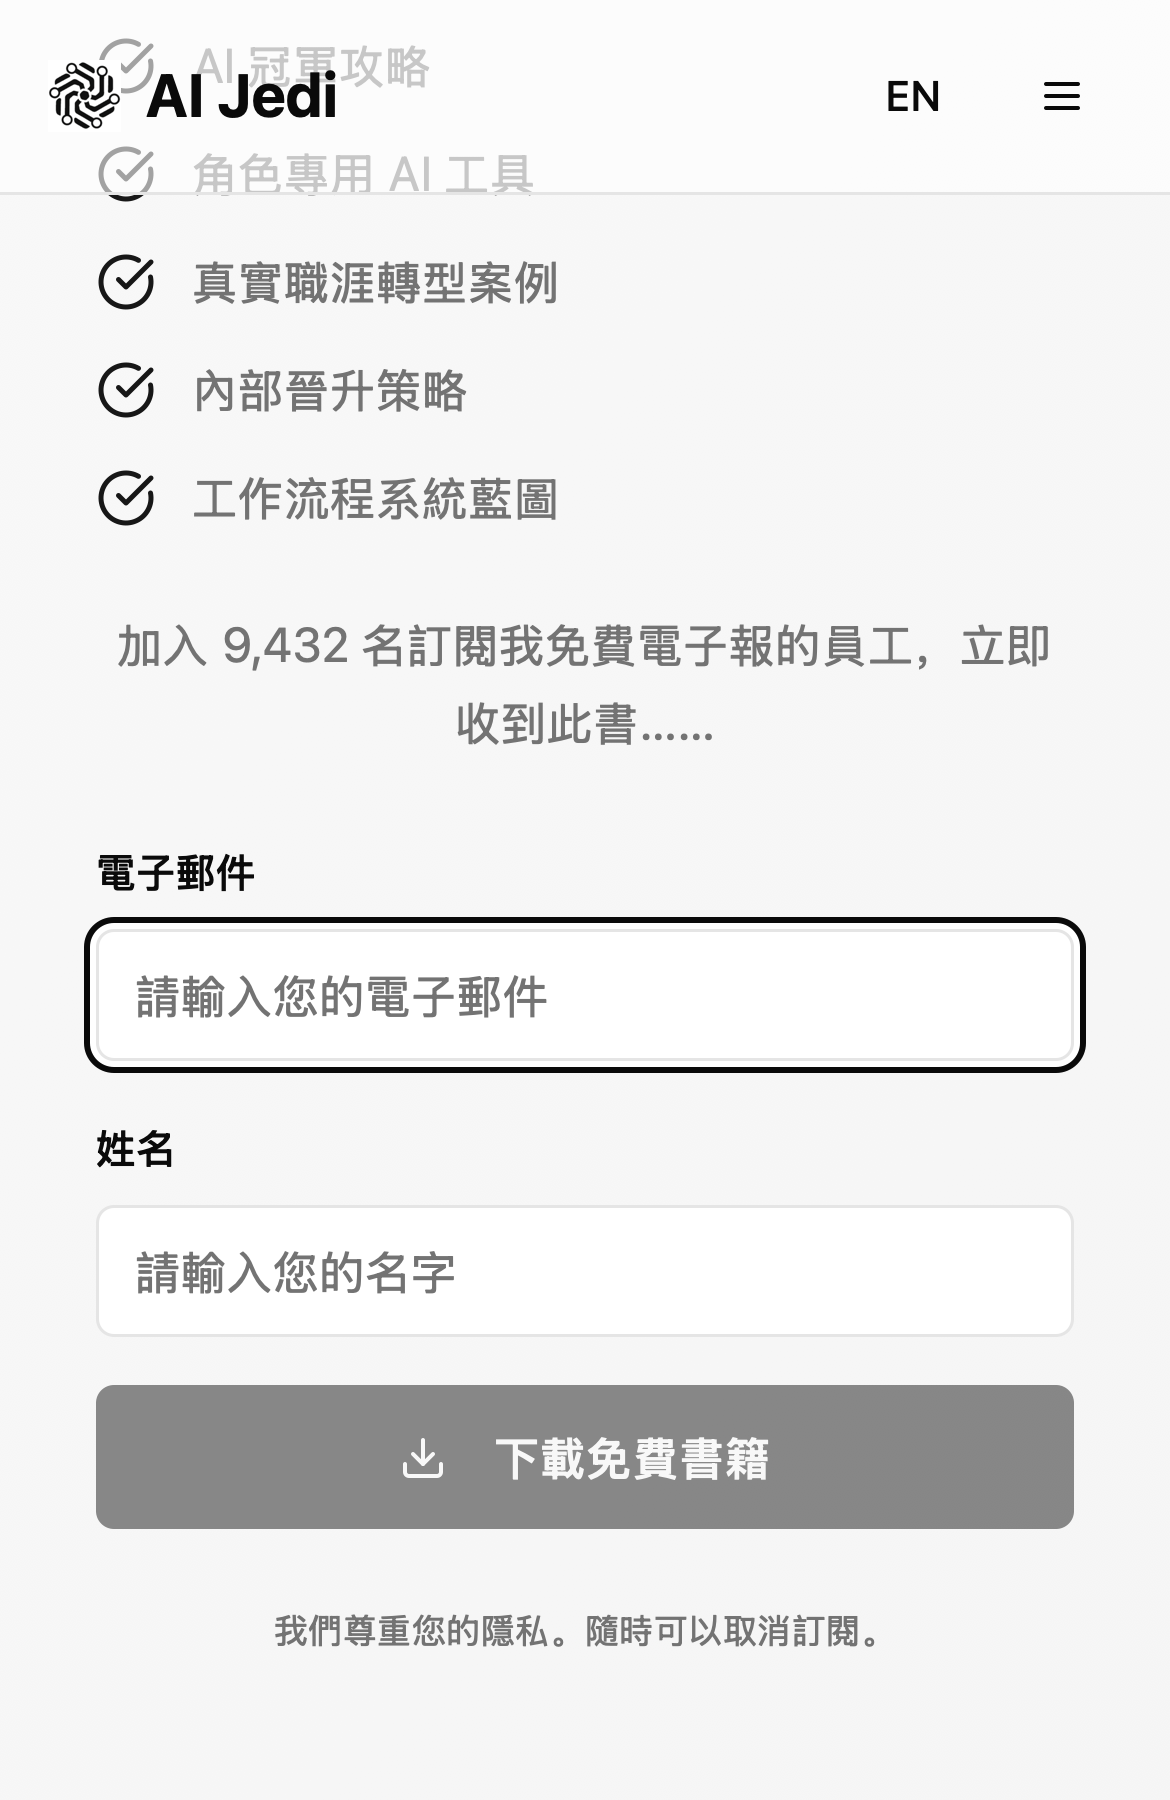 AI 冠軍攻略
AI Jedi
EN
角色專用 AI 工具
真實職涯轉型案例
內部晉升策略
工作流程系統藍圖
加入 9,432 名訂閱我免費電子報的員工，立即
收到此書......
電子郵件
請輸入您的電子郵件
姓名
請輸入您的名字
下載免費書籍
我們尊重您的隱私。隨時可以取消訂閱。